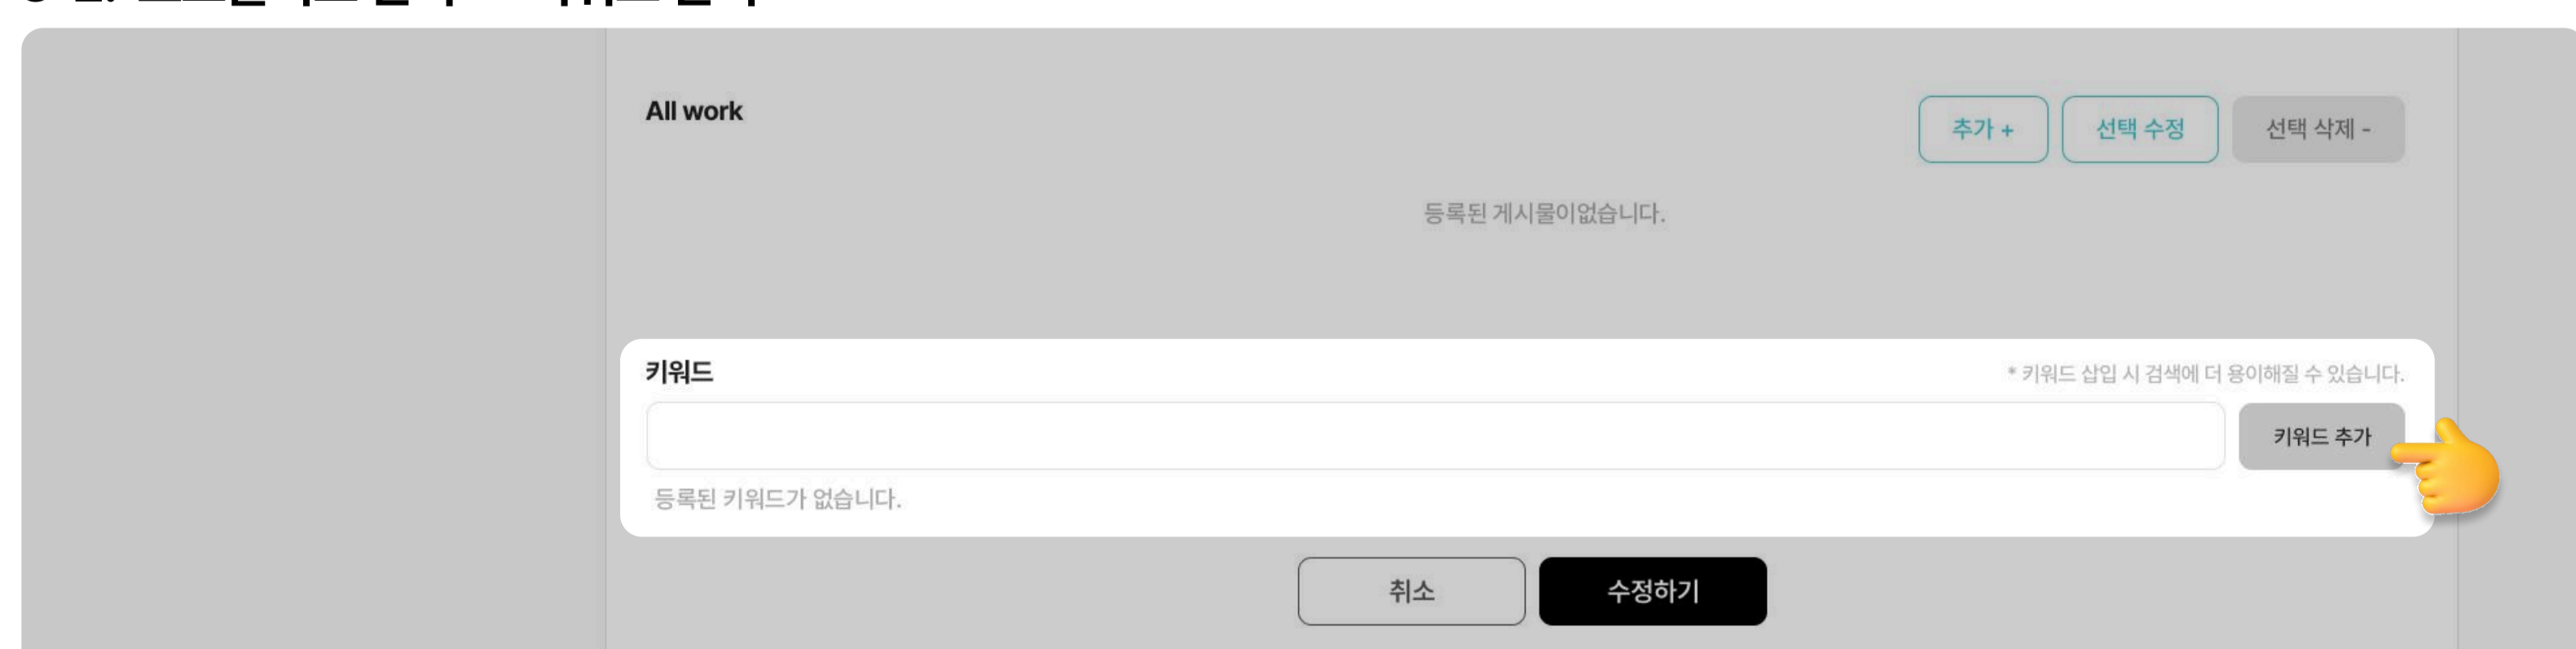 All work
추가 +
선택 수정
선택 삭제 -
등록된 게시물이없습니다.
키워드
* 키워드 삽입 시 검색에 더 용이해질 수 있습니다.
키워드 추가
등록된 키워드가 없습니다.
취소
수정하기